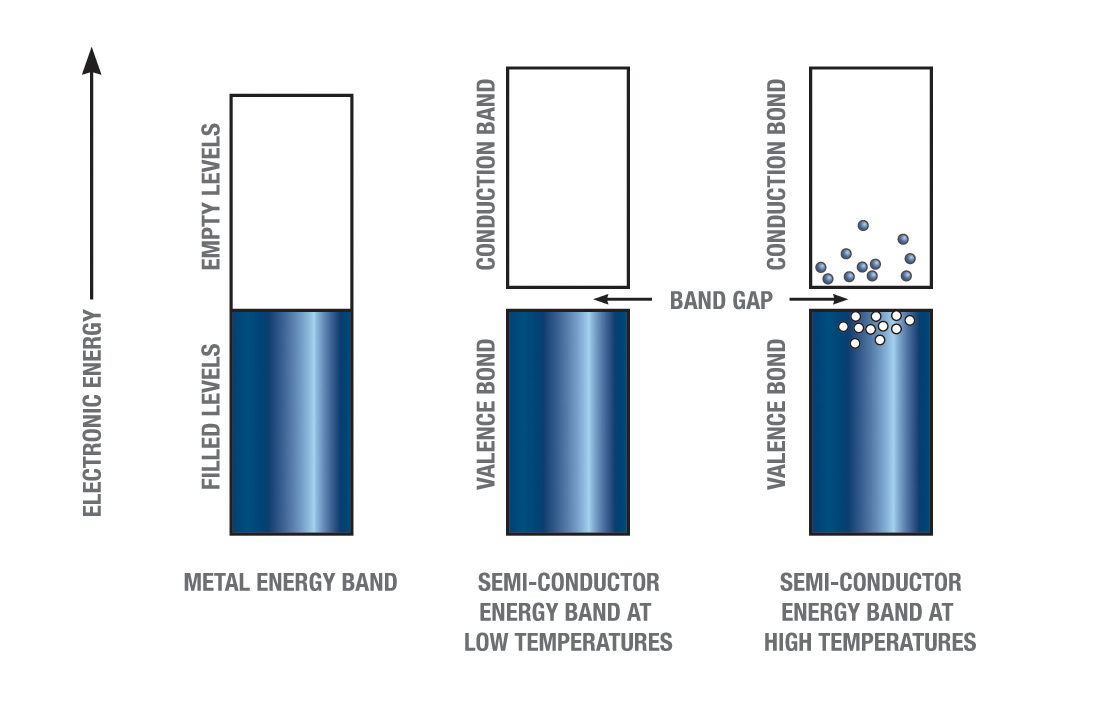 ELECTRONIC ENERGY
EMPTY LEVELS
FILLED LEVELS
METAL ENERGY BAND
CONDUCTION BAND
VALENCE BOND
SEMI-CONDUCTOR
ENERGY BAND AT
LOW TEMPERATURES
BAND GAP
CONDUCTION BOND
VALENCE BOND
SEMI-CONDUCTOR
ENERGY BAND AT
HIGH TEMPERATURES